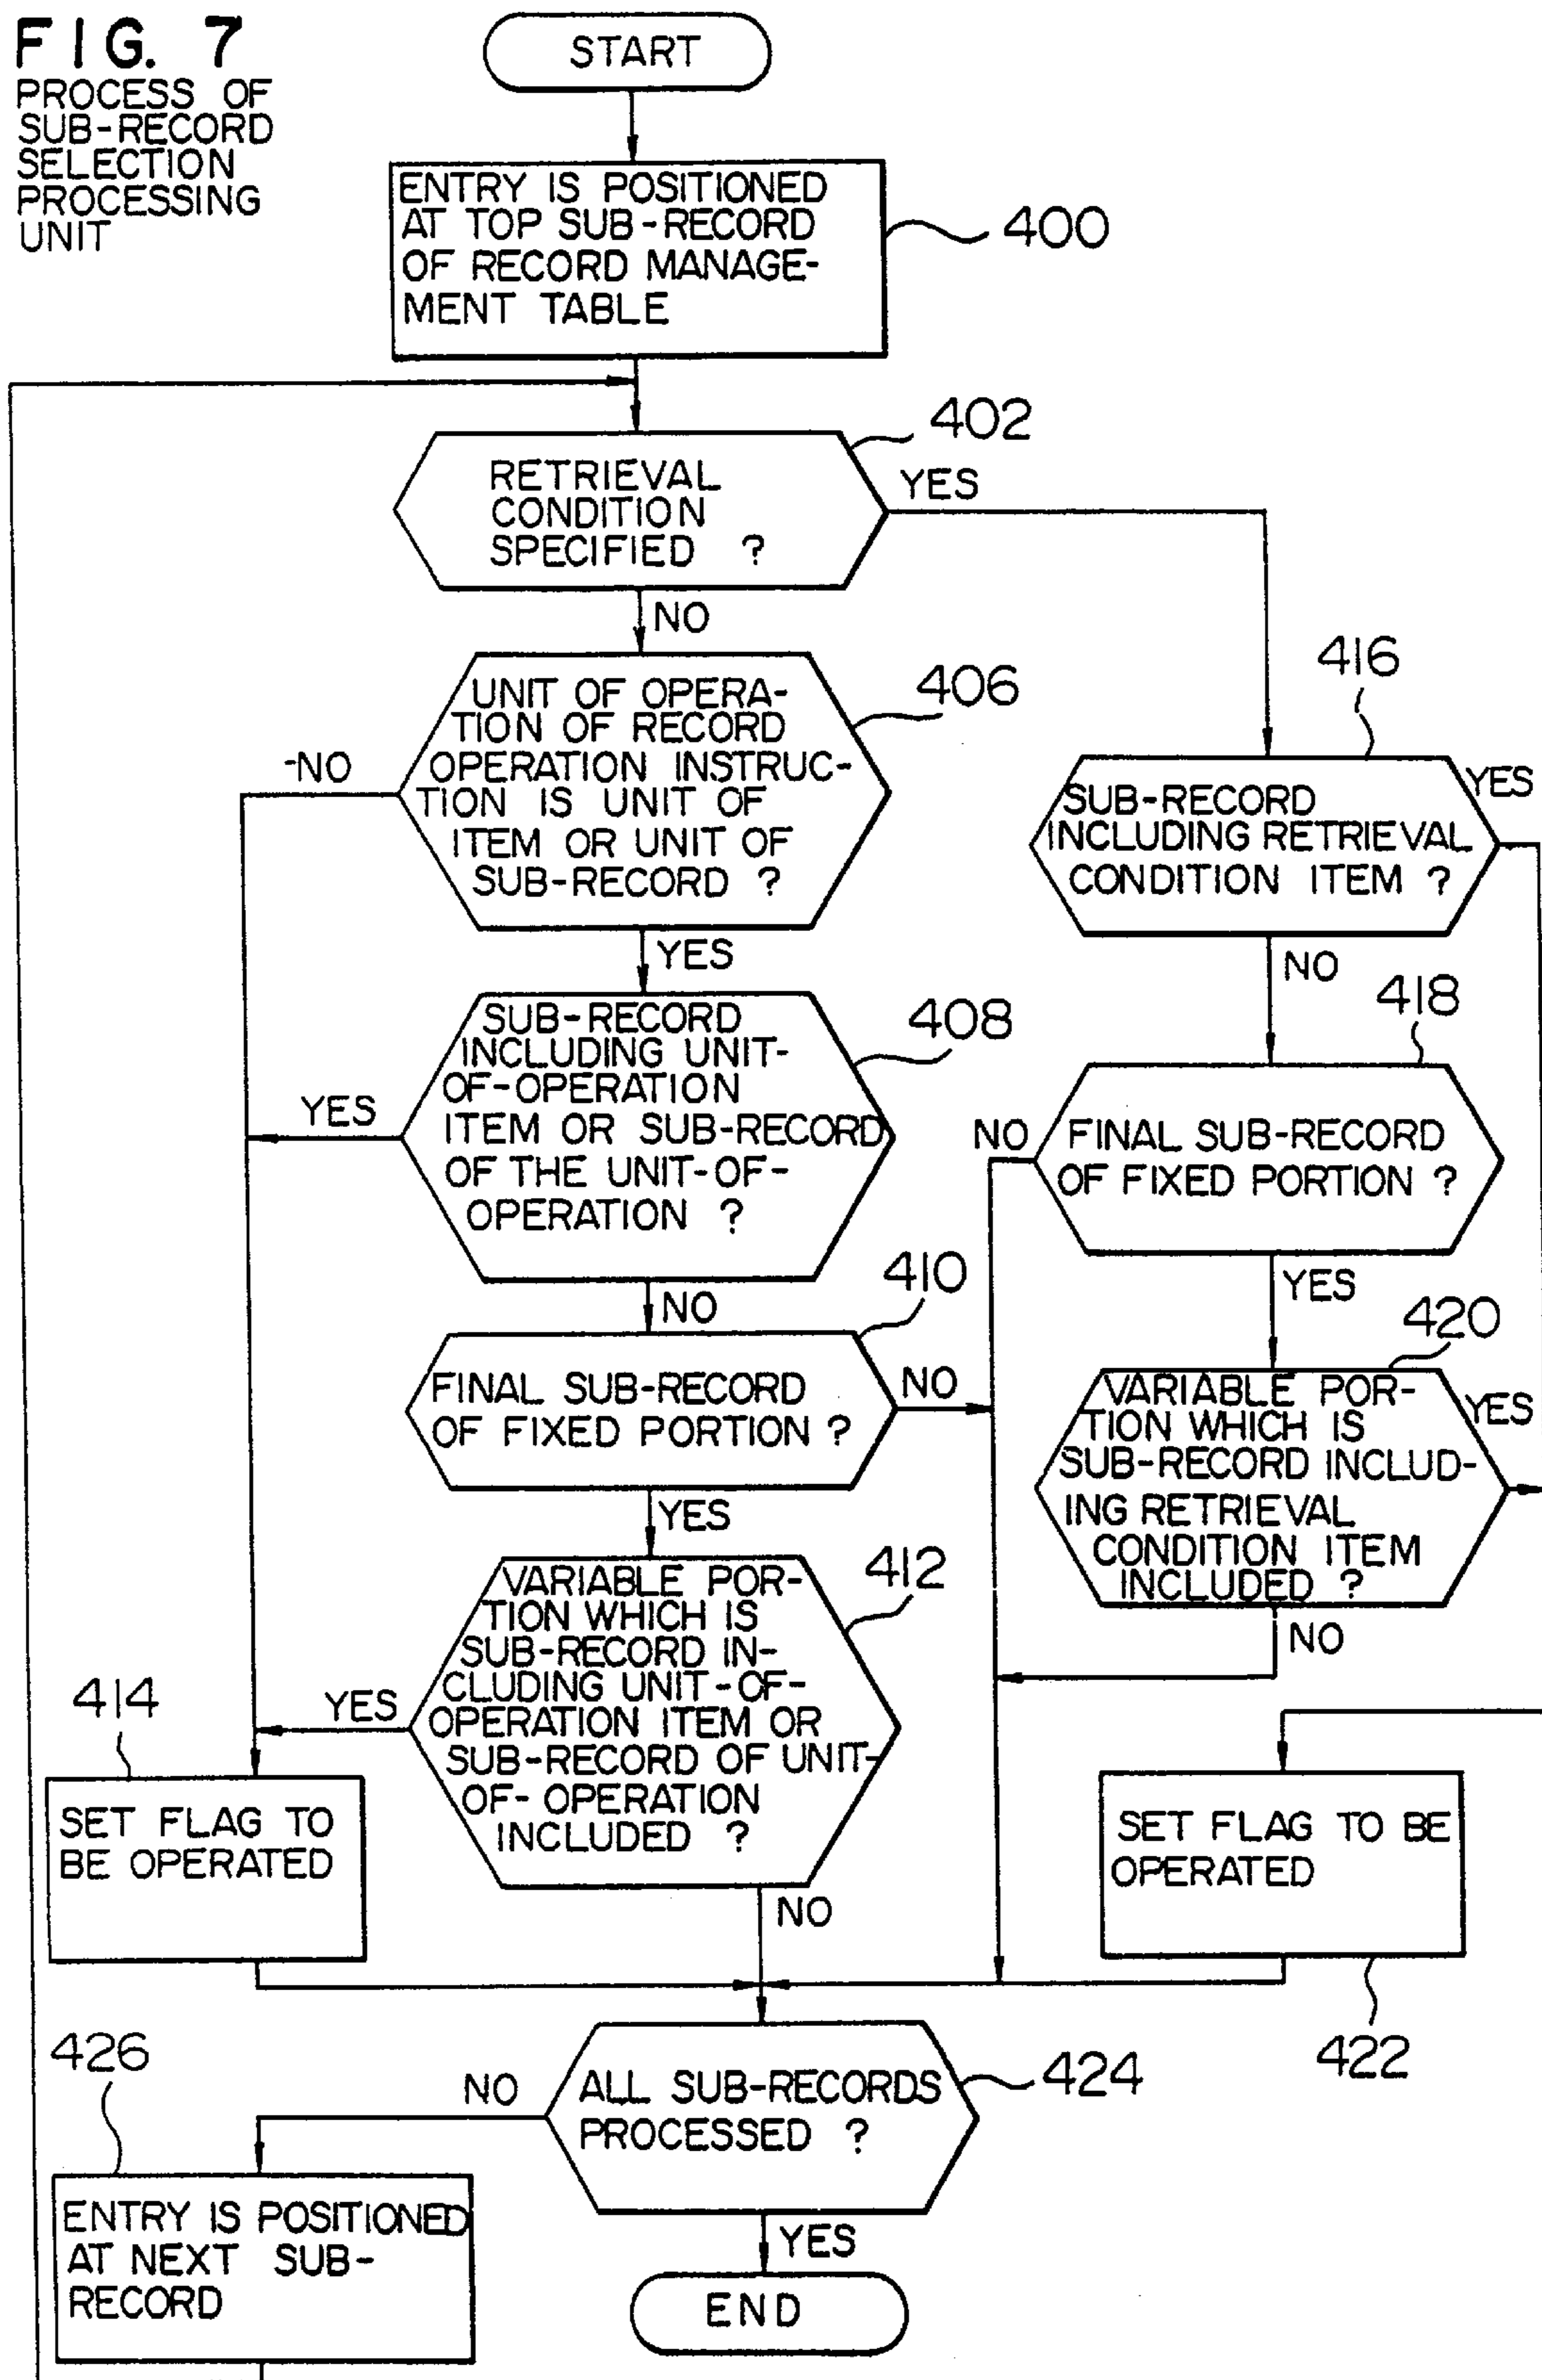 FIG. 7
PROCESS OF
SUB-RECORD
SELECTION
PROCESSING
UNIT
START
ENTRY IS POSITIONED
AT TOP SUB-RECORD
OF RECORD MANAGE-
MENT TABLE
400
402
RETRIEVAL
CONDITION
SPECIFIED ?
YES
NO
406
UNIT OF OPERA-
TION OF RECORD
OPERATION INSTRUC-
TION IS UNIT OF
ITEM OR UNIT OF
SUB-RECORD ?
-NO
YES
416
SUB-RECORD
INCLUDING RETRIEVAL
CONDITION ITEM ?
YES
NO
408
SUB-RECORD
INCLUDING UNIT-
OF-OPERATION
ITEM OR SUB-RECORD
OF THE UNIT-OF-
OPERATION ?
YES
NO
418
FINAL SUB-RECORD
OF FIXED PORTION ?
NO
YES
410
FINAL SUB-RECORD
OF FIXED PORTION ?
NO
YES
420
VARIABLE POR-
TION WHICH IS
SUB-RECORD INCLUD-
ING RETRIEVAL
CONDITION ITEM
INCLUDED ?
YES
NO
412
VARIABLE POR-
TION WHICH IS
SUB-RECORD IN-
CLUDING UNIT-OF-
OPERATION ITEM OR
SUB-RECORD OF UNIT-
OF-OPERATION
INCLUDED ?
YES
NO
414
SET FLAG TO
BE OPERATED
SET FLAG TO BE
OPERATED
422
424
ALL SUB-RECORDS
PROCESSED ?
NO
YES
426
ENTRY IS POSITIONED
AT NEXT SUB-
RECORD
END